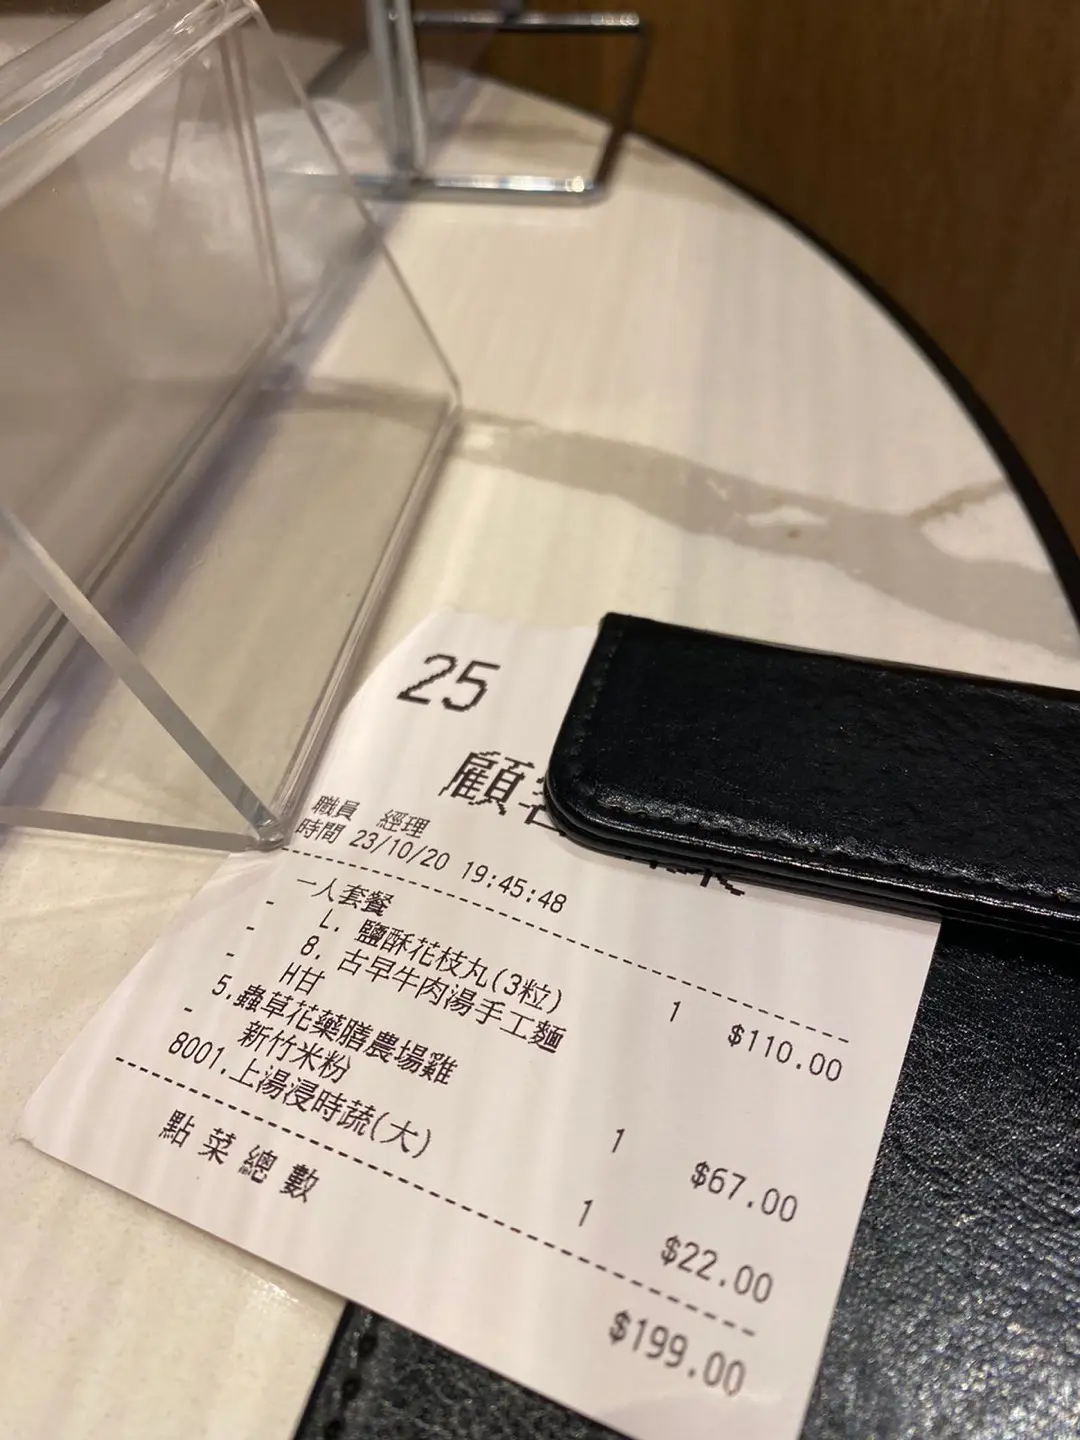 25
顧客
職員 經理
時間 23/10/20 19:45:48
一人套餐 1 $110.00
- L. 鹽酥花枝丸(3粒)
- 8. 古早牛肉湯手工麵
- H甘
5.蟲草花藥膳農場雞 1 $67.00
- 新竹米粉
8001.上湯浸時蔬(大) 1 $22.00
點菜總數 $199.00